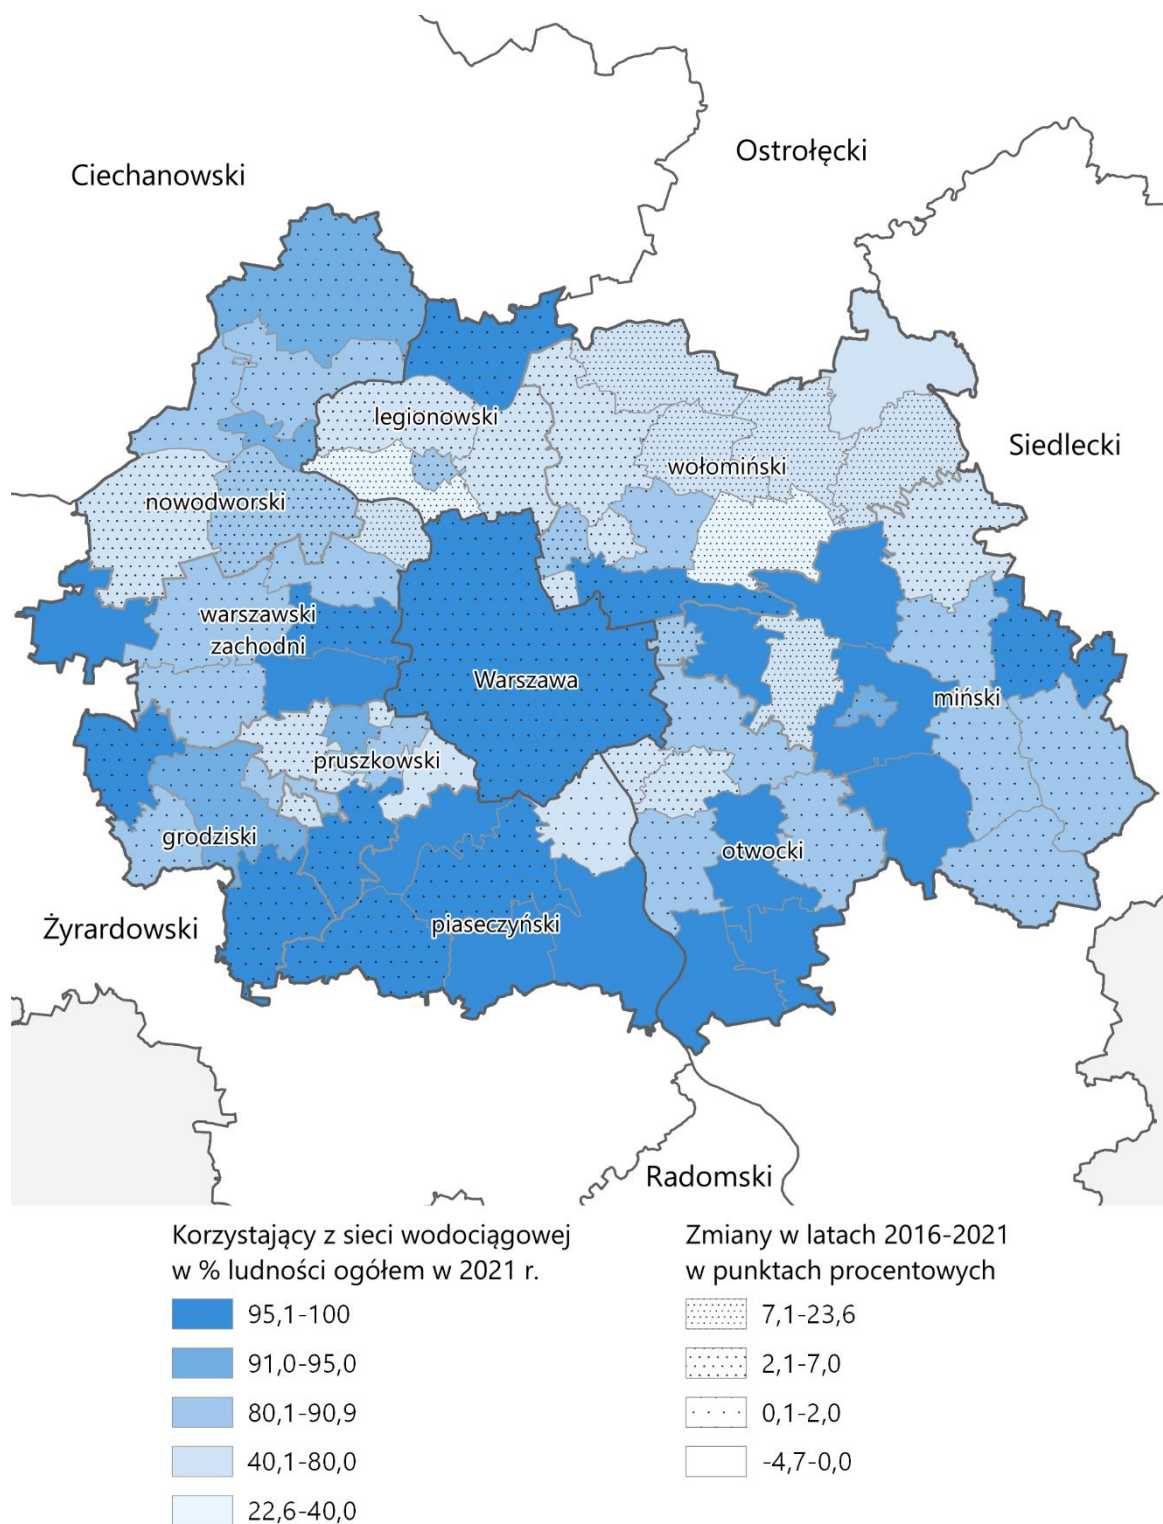 Ostrołęcki
Ciechanowski
legionowski
Siedlecki
wołomiński
nowodworski
warszawski
zachodni
Warszawa
miński
pruszkowski
grodziski
otwocki
Żyrardowski
piaseczyński
Radomski
Korzystający z sieci wodociągowej
w % ludności ogółem w 2021 r.
95,1-100
91,0-95,0
80,1-90,9
40,1-80,0
22,6-40,0
Zmiany w latach 2016-2021
w punktach procentowych
7,1-23,6
2,1-7,0
0,1-2,0
-4,7-0,0